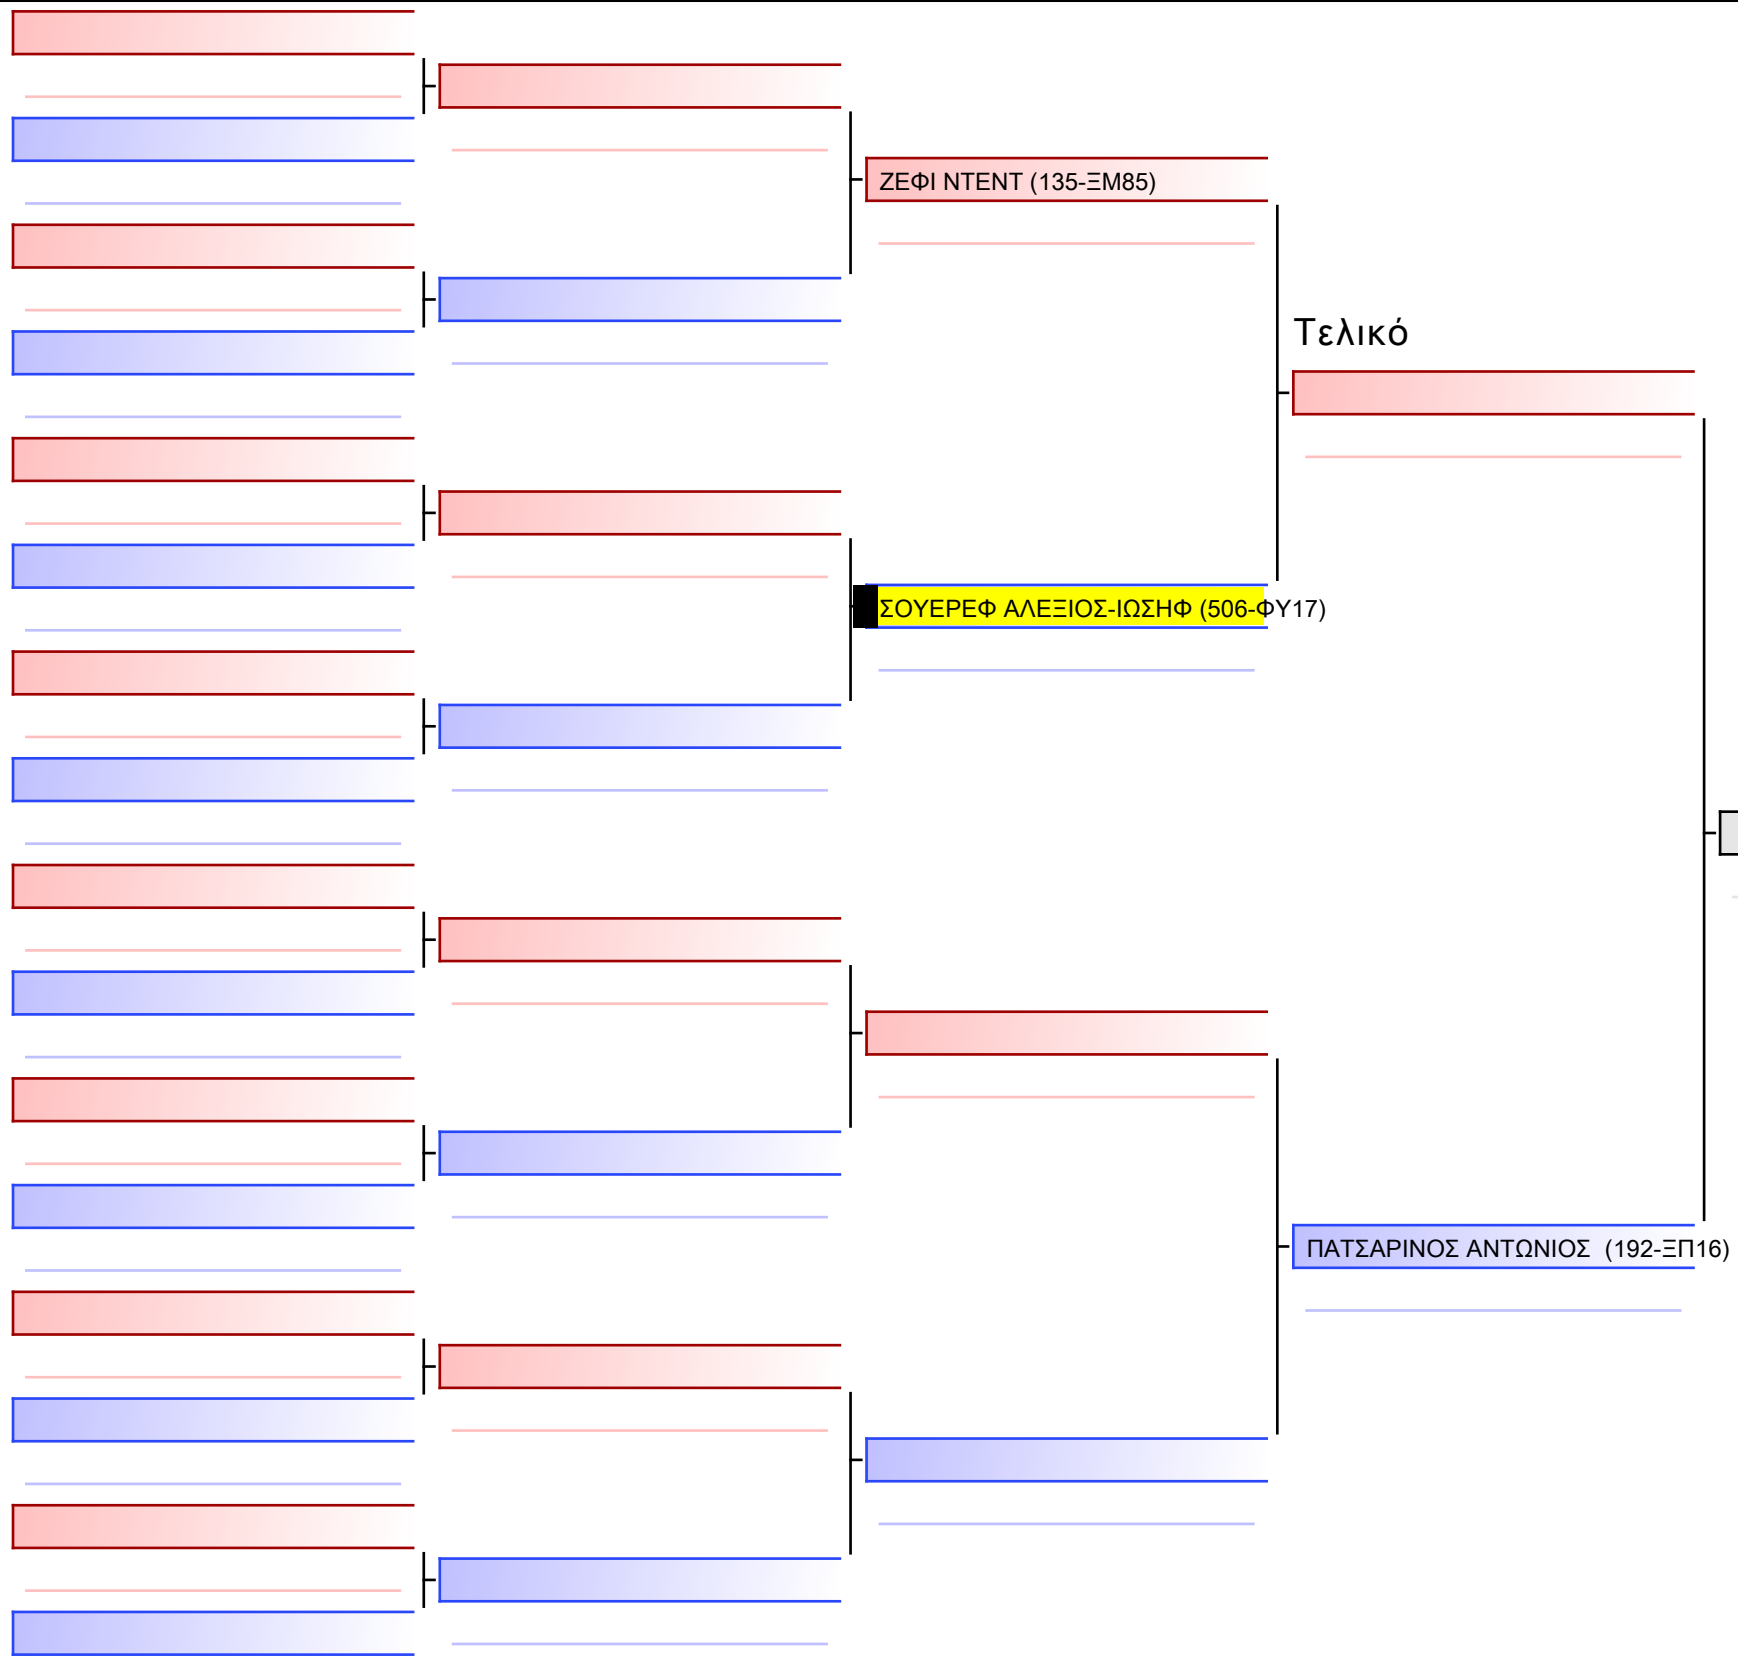 ΖΕΦΙ ΝΤΕΝΤ (135-ΞΜ85)
Τελικό
ΣΟΥΕΡΕΦ ΑΛΕΞΙΟΣ-ΙΩΣΗΦ (506-ΦΥ17)
ΠΑΤΣΑΡΙΝΟΣ ΑΝΤΩΝΙΟΣ (192-ΞΠ16)